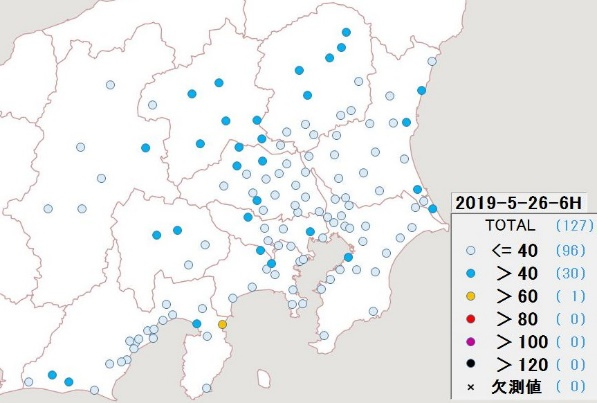 2019-5-26-6H
TOTAL (127)
<= 40 (96)
＞ 40 (30)
＞ 60 ( 1)
＞ 80 ( 0)
＞ 100 ( 0)
＞ 120 ( 0)
× 欠測値 ( 0)